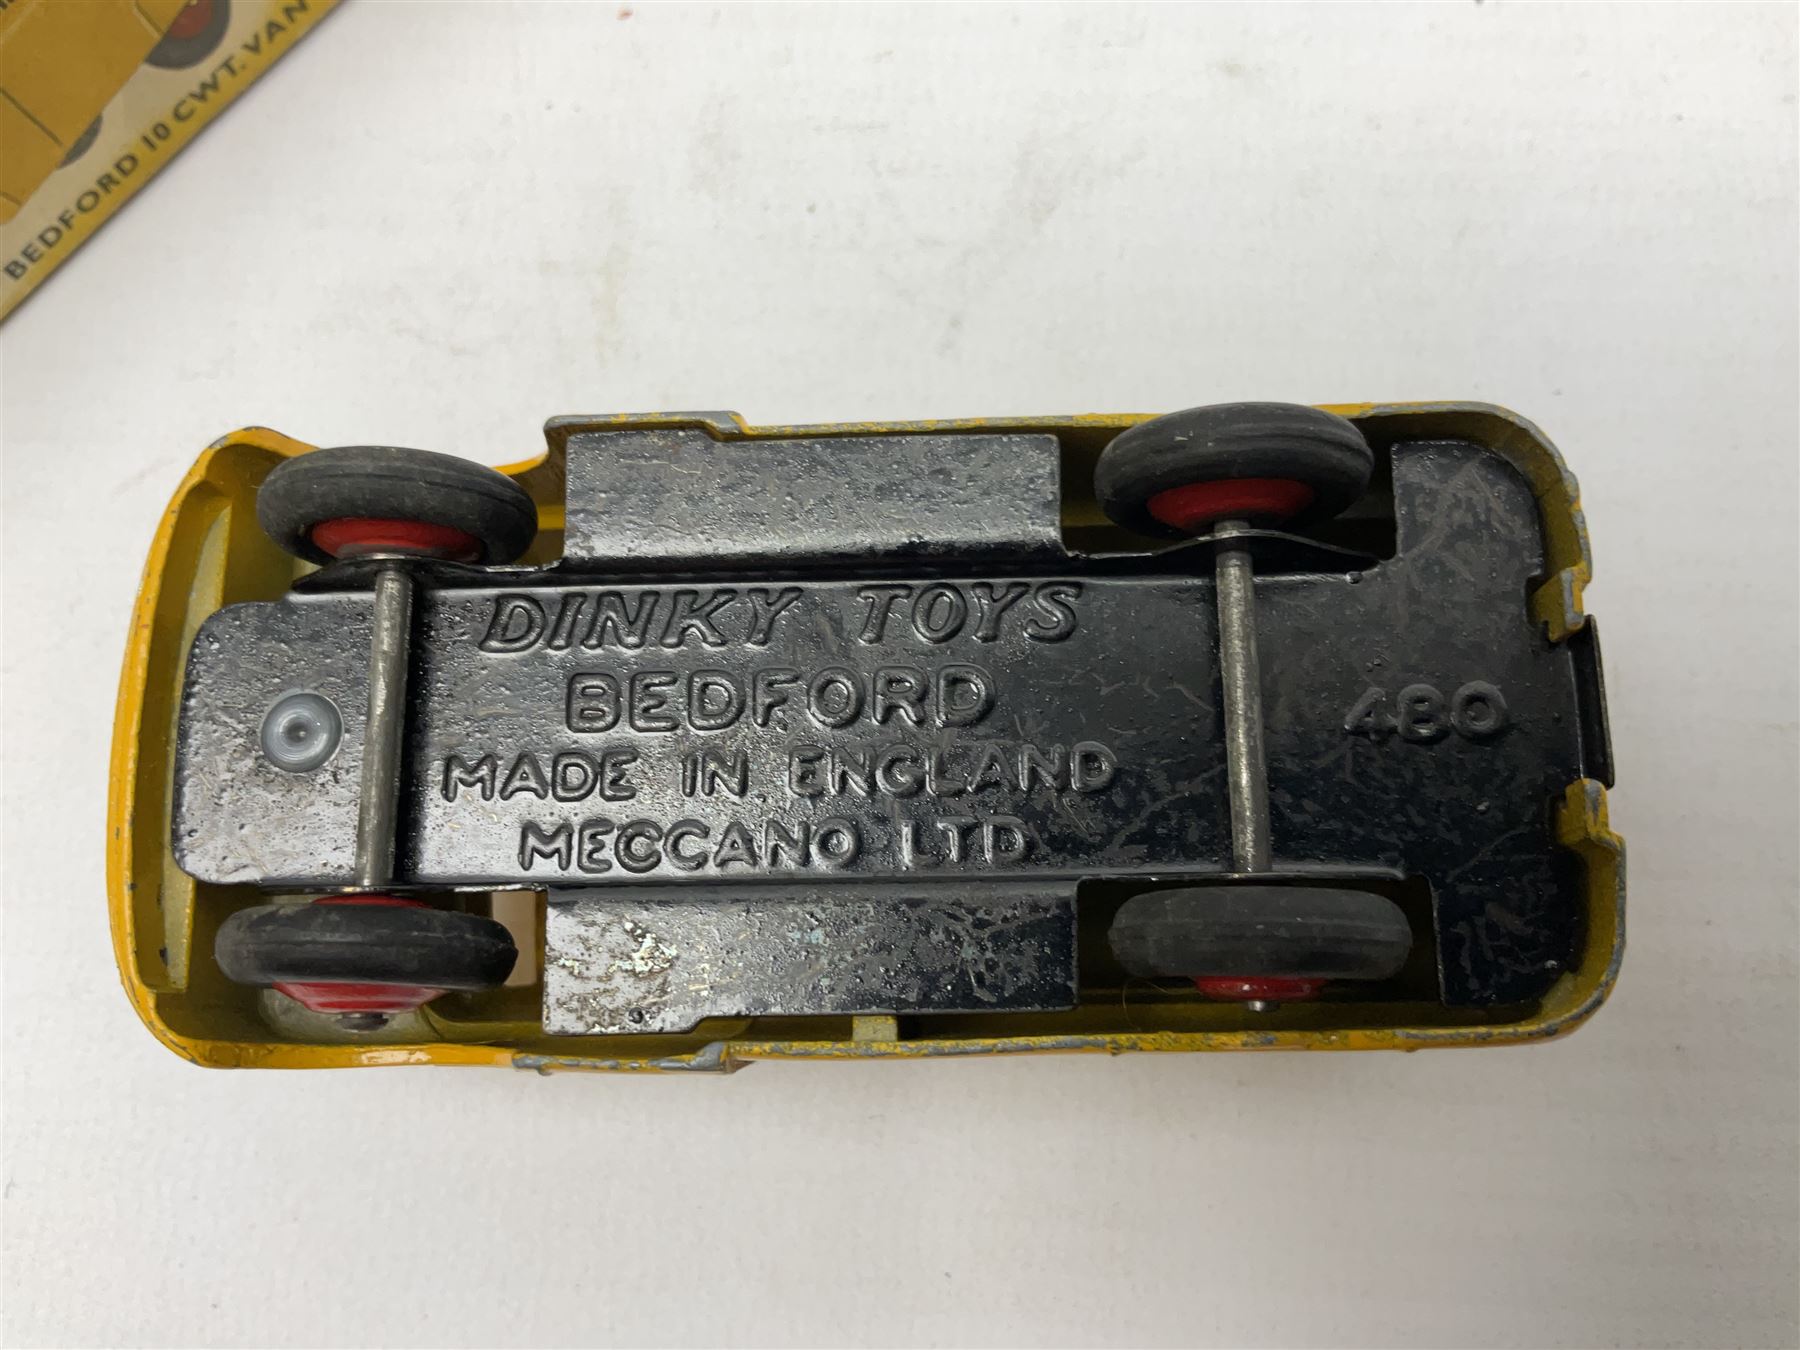 BEDFORD 10 CWT. VAN
DINKY TOYS
BEDFORD
MADE IN ENGLAND
MECCANO LTD
480